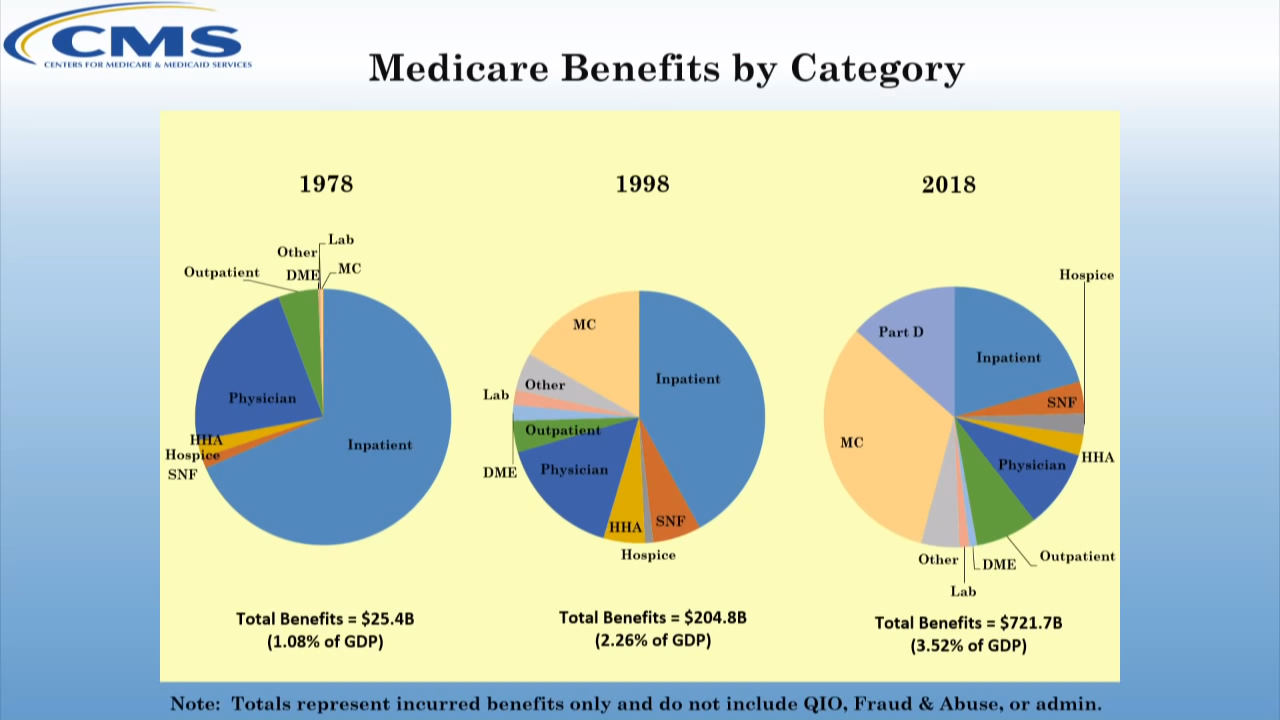 CMS
CENTERS FOR MEDICARE & MEDICAID SERVICES
Medicare Benefits by Category
1978
Lab
Other
MC
Outpatient
DME
Physician
HHA
Inpatient
Hospice
SNF
Total Benefits = $25.4B
(1.08% of GDP)
1998
MC
Inpatient
Other
Lab
Outpatient
Physician
DME
SNF
HHA
Hospice
Total Benefits = $204.8B
(2.26% of GDP)
2018
Hospice
Part D
Inpatient
SNF
MC
HHA
Physician
Outpatient
Other
DME
Lab
Total Benefits = $721.7B
(3.52% of GDP)
Note: Totals represent incurred benefits only and do not include QIO, Fraud & Abuse, or admin.